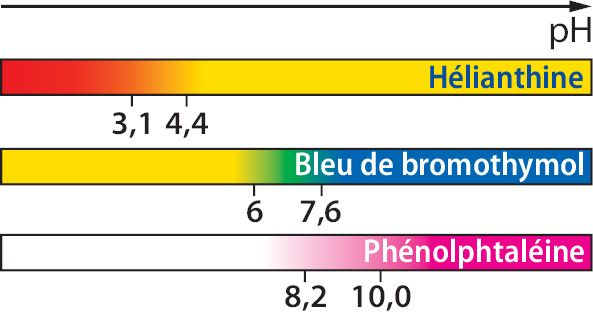 pH
Hélianthine
3,1 4,4
Bleu de bromothymol
6 7,6
Phénolphtaléine
8,2 10,0